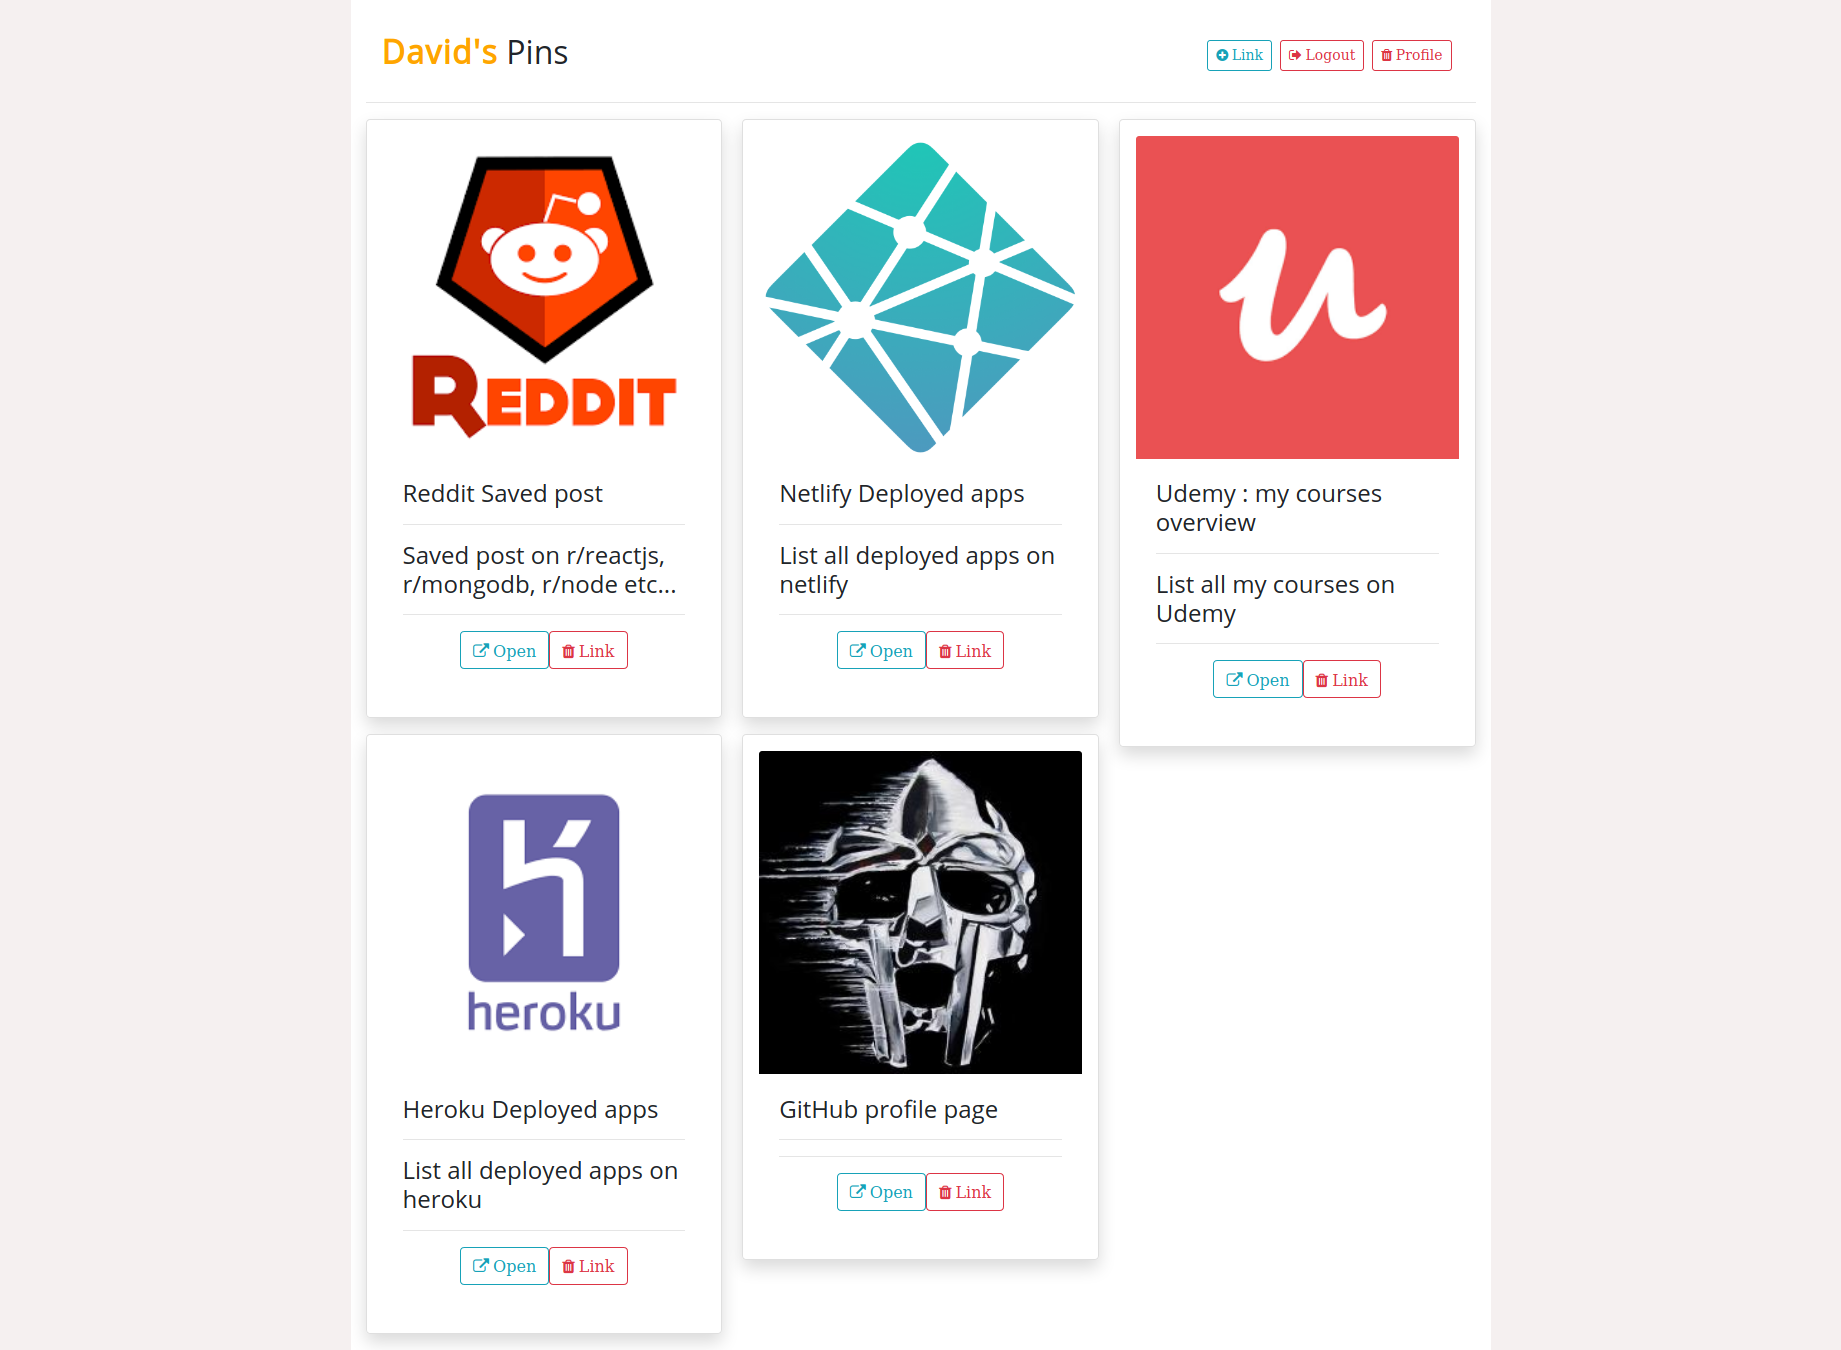 David's Pins
Link
Logout
Profile
REDDIT
Reddit Saved post
Saved post on r/reactjs,
r/mongodb, r/node etc...
Open
Link
Netlify Deployed apps
List all deployed apps on
netlify
Open
Link
u
Udemy : my courses
overview
List all my courses on
Udemy
Open
Link
heroku
Heroku Deployed apps
List all deployed apps on
heroku
Open
Link
GitHub profile page
Open
Link